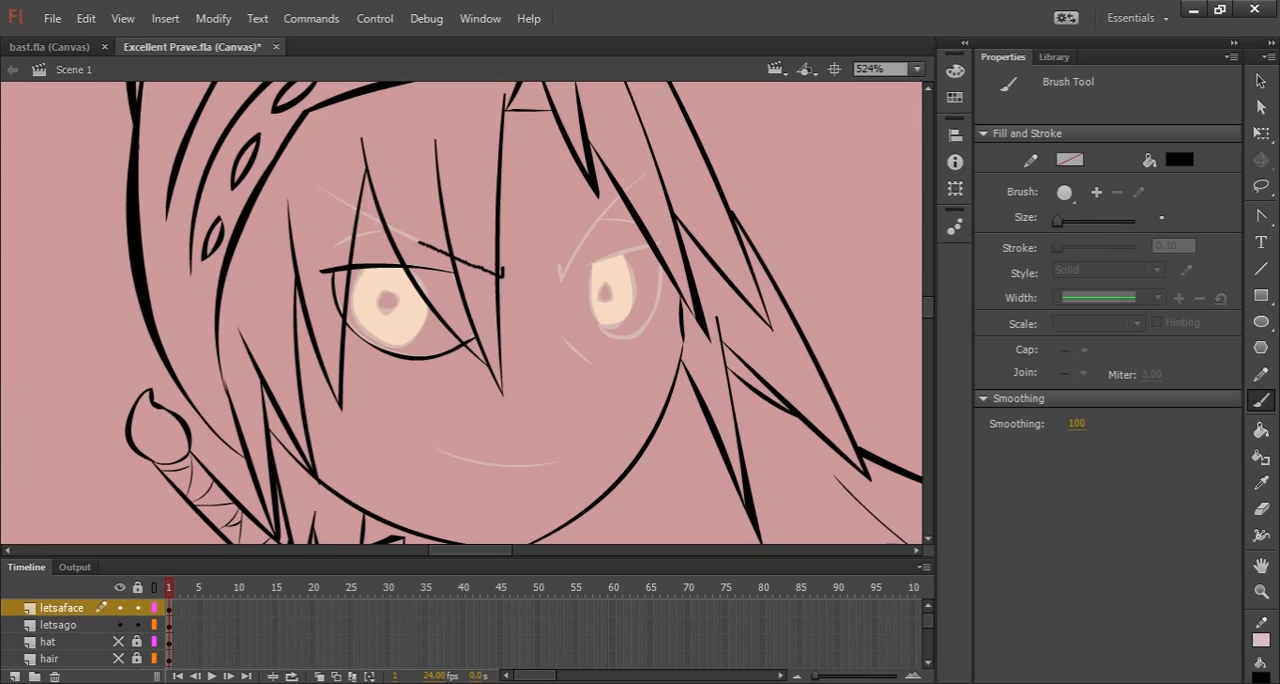 Fl File Edit View Insert Modify Text Commands Control Debug Window Help Essentials
bast.fla (Canvas) × Excellent Prave.fla (Canvas)* ×
Scene 1 524%
Properties Library
Brush Tool
Fill and Stroke
Brush:
Size:
Stroke: 0.10
Style: Solid
Width:
Scale: Hinting
Cap:
Join: Miter: 3.00
Smoothing
Smoothing: 100
Timeline Output
1 5 10 15 20 25 30 35 40 45 50 55 60 65 70 75 80 85 90 95 10
letsaface
letsago
hat
hair
1 24.00 fps 0.0 s